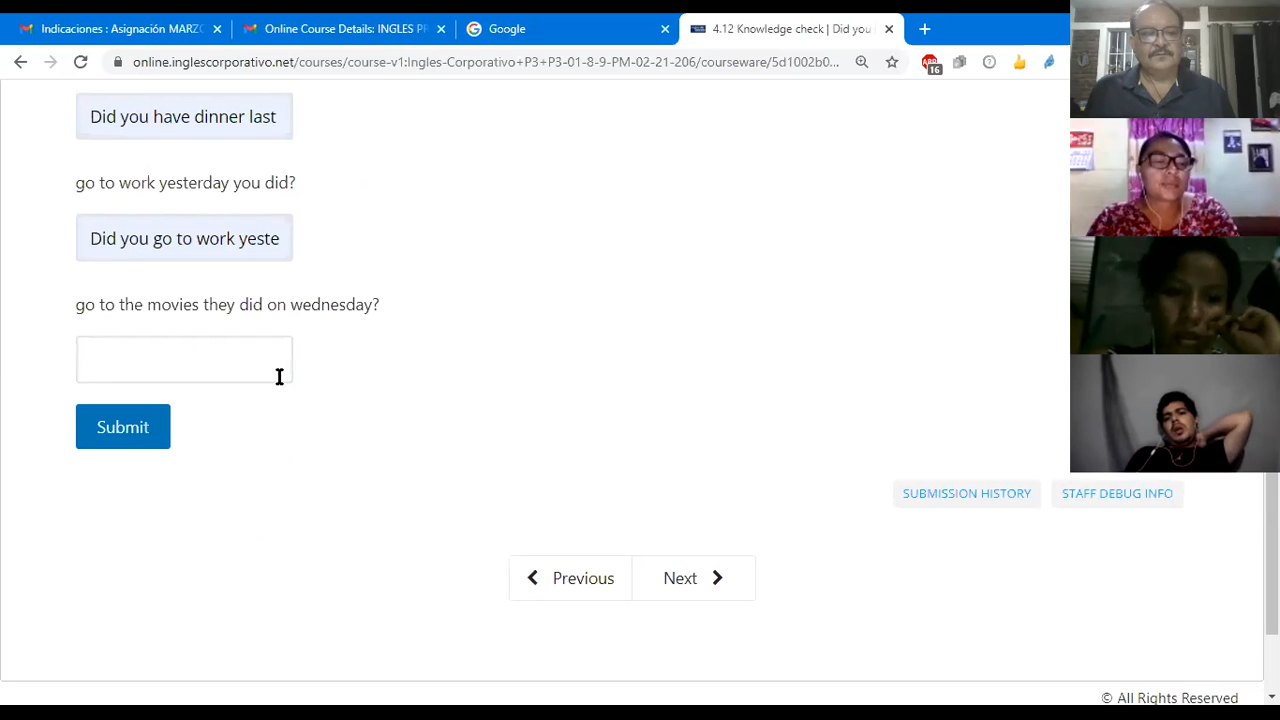 Indicaciones : Asignación MARZO
Online Course Details: INGLES PR
Google
4.12 Knowledge check | Did you
online.inglescorporativo.net/courses/course-v1:Ingles-Corporativo+P3+P3-01-8-9-PM-02-21-206/courseware/5d1002b0...
16
Did you have dinner last
go to work yesterday you did?
Did you go to work yeste
go to the movies they did on wednesday?
Submit
SUBMISSION HISTORY
STAFF DEBUG INFO
Previous
Next
© All Rights Reserved